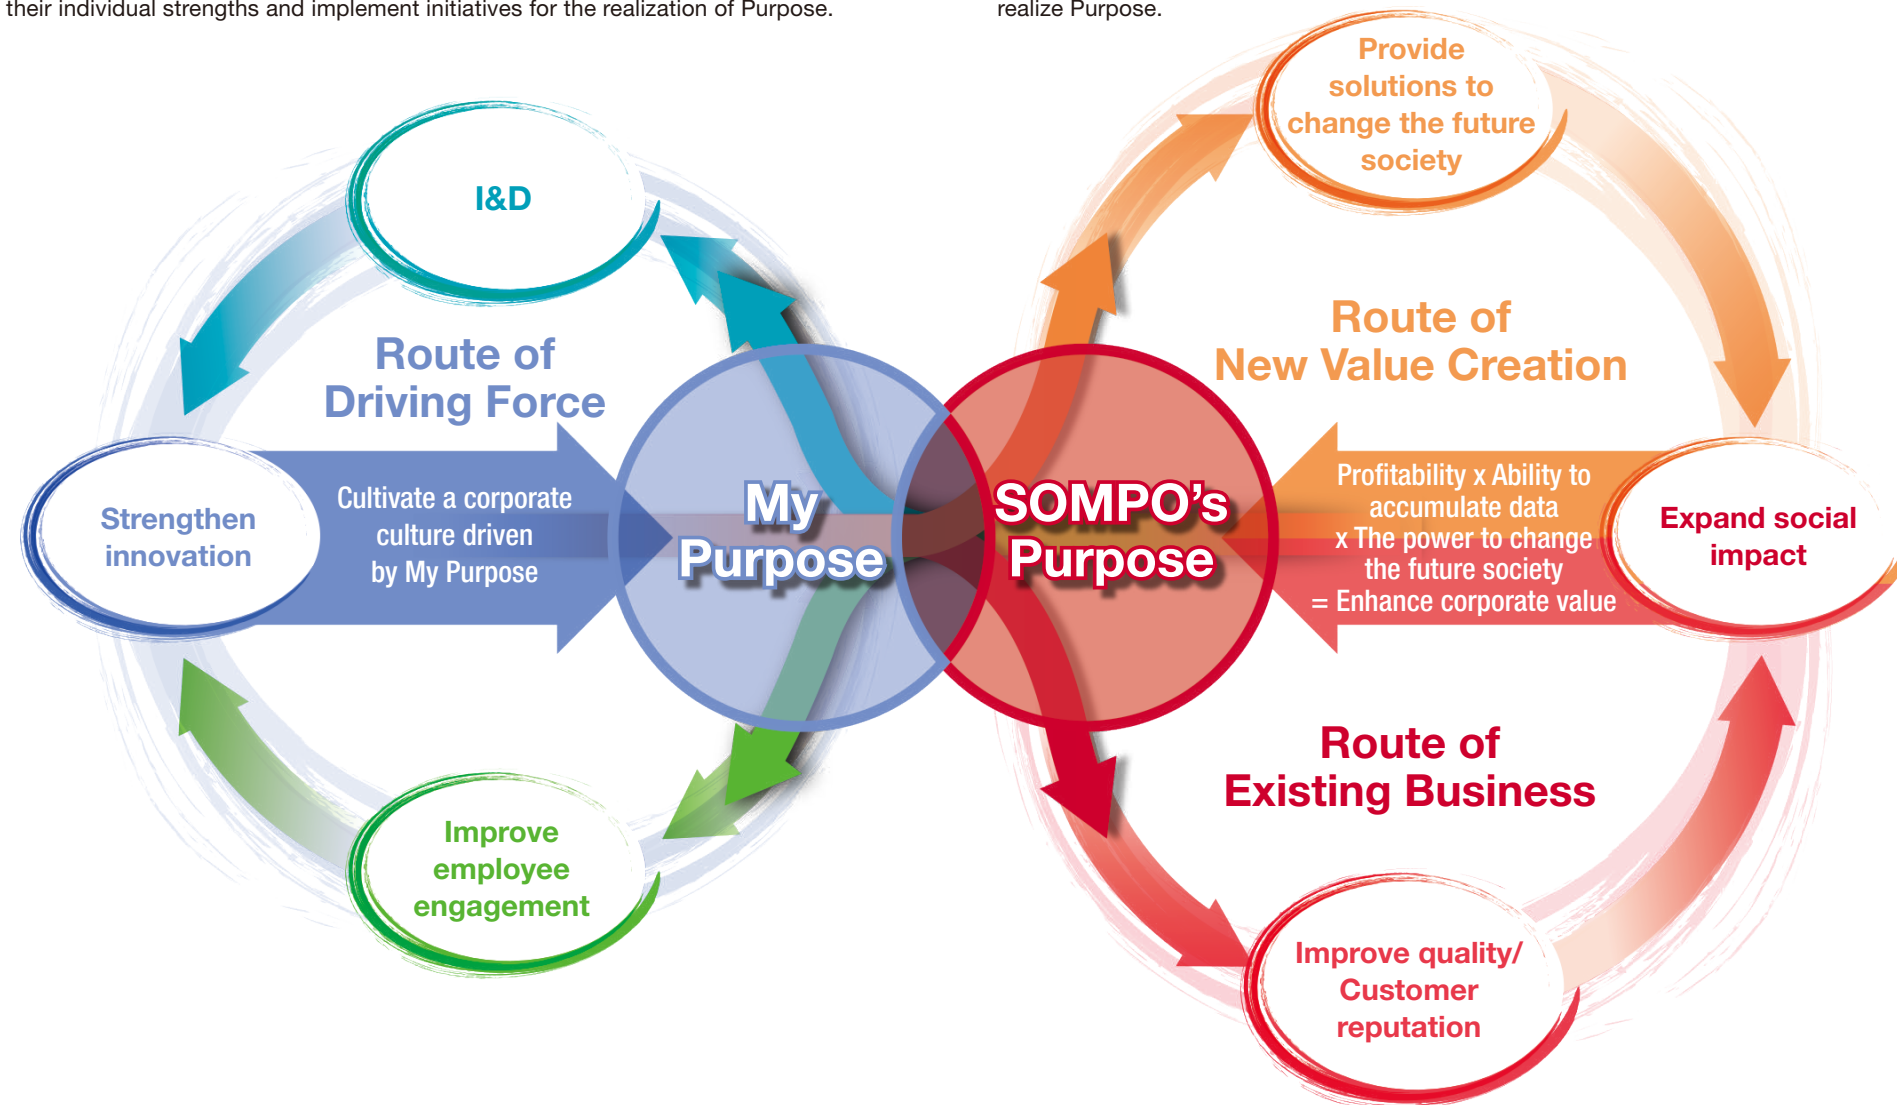 their individual strengths and implement initiatives for the realization of Purpose.
realize Purpose.
I&D
Route of
Driving Force
Strengthen
innovation
Cultivate a corporate
culture driven
by My Purpose
My
Purpose
Improve
employee
engagement
Provide
solutions to
change the future
society
Route of
New Value Creation
SOMPO's
Purpose
Profitability x Ability to
accumulate data
x The power to change
the future society
= Enhance corporate value
Expand social
impact
Route of
Existing Business
Improve quality/
Customer
reputation